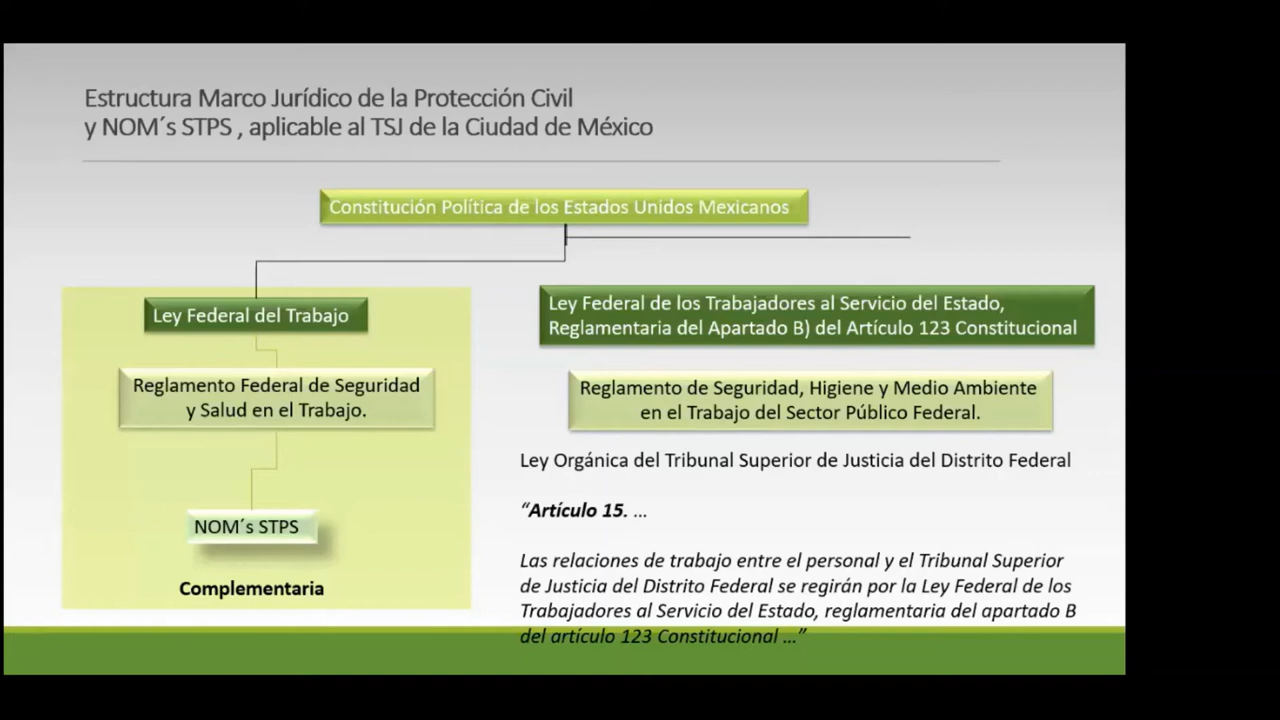 Estructura Marco Jurídico de la Protección Civil
y NOM´s STPS , aplicable al TSJ de la Ciudad de México
Constitución Política de los Estados Unidos Mexicanos
Ley Federal del Trabajo
Reglamento Federal de Seguridad
y Salud en el Trabajo.
NOM´s STPS
Complementaria
Ley Federal de los Trabajadores al Servicio del Estado,
Reglamentaria del Apartado B) del Artículo 123 Constitucional
Reglamento de Seguridad, Higiene y Medio Ambiente
en el Trabajo del Sector Público Federal.
Ley Orgánica del Tribunal Superior de Justicia del Distrito Federal
“Artículo 15. ...
Las relaciones de trabajo entre el personal y el Tribunal Superior
de Justicia del Distrito Federal se regirán por la Ley Federal de los
Trabajadores al Servicio del Estado, reglamentaria del apartado B
del artículo 123 Constitucional ...”